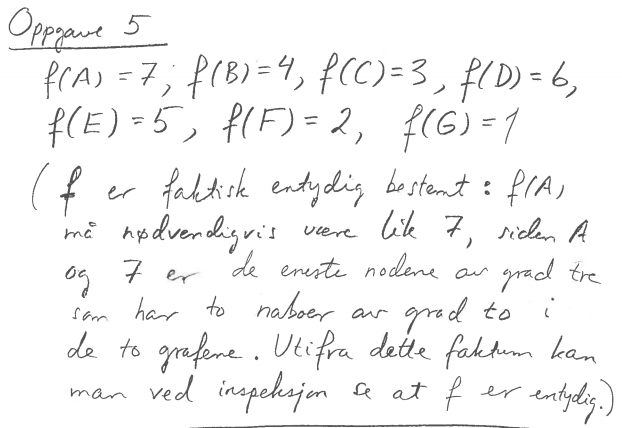 Oppgave 5
f(A) = 7, f(B) = 4, f(C) = 3, f(D) = 6,
f(E) = 5, f(F) = 2, f(G) = 1
(f er faktisk entydig bestemt : f(A)
må nødvendigvis være lik 7, siden A
og 7 er de eneste nodene av grad tre
som har to naboer av grad to i
de to grafene. Utifra dette faktum kan
man ved inspeksjon se at f er entydig.)